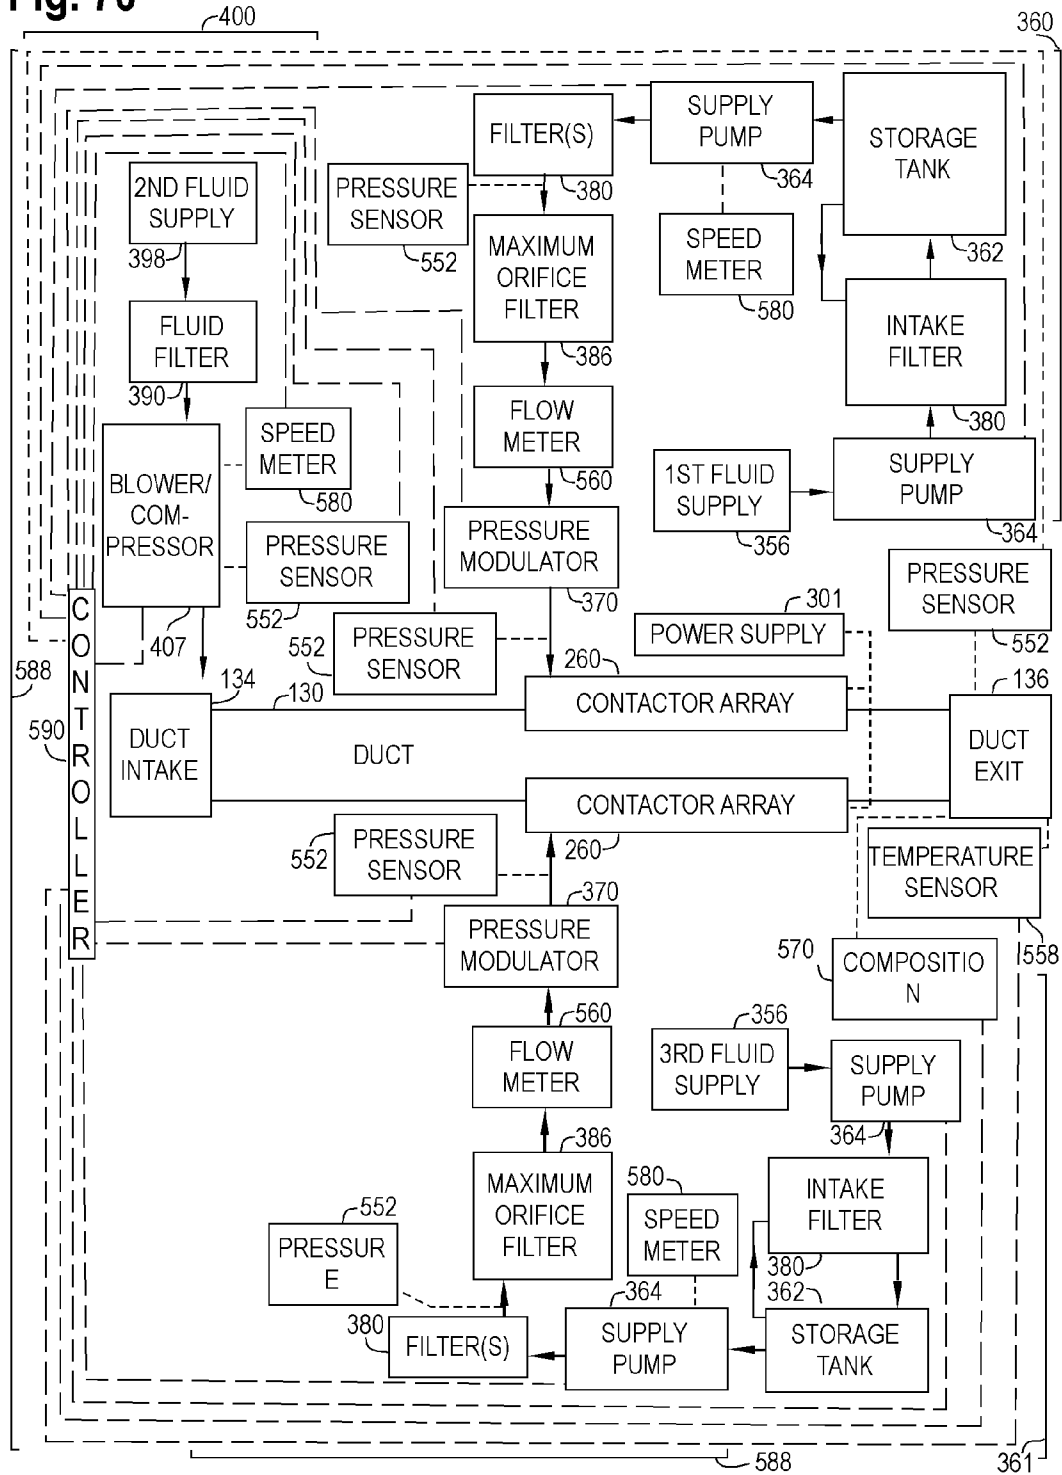 Fig. 70
400
360
FILTER(S)
380
SUPPLY
PUMP
364
STORAGE
TANK
362
2ND FLUID
SUPPLY
398
PRESSURE
SENSOR
552
MAXIMUM
ORIFICE
FILTER
386
SPEED
METER
580
INTAKE
FILTER
380
FLUID
FILTER
390
FLOW
METER
560
SPEED
METER
580
BLOWER/
COM-
PRESSOR
407
1ST FLUID
SUPPLY
356
SUPPLY
PUMP
364
PRESSURE
SENSOR
552
PRESSURE
MODULATOR
370
PRESSURE
SENSOR
552
552
PRESSURE
SENSOR
301
POWER SUPPLY
588
590
CONTROLLER
134
130
260
136
DUCT
INTAKE
DUCT
CONTACTOR ARRAY
DUCT
EXIT
CONTACTOR ARRAY
260
552
PRESSURE
SENSOR
TEMPERATURE
SENSOR
558
370
PRESSURE
MODULATOR
570
COMPOSITIO
N
560
FLOW
METER
356
3RD FLUID
SUPPLY
SUPPLY
PUMP
364
386
MAXIMUM
ORIFICE
FILTER
580
SPEED
METER
INTAKE
FILTER
380
552
PRESSUR
E
364
362
380
FILTER(S)
SUPPLY
PUMP
STORAGE
TANK
588
361